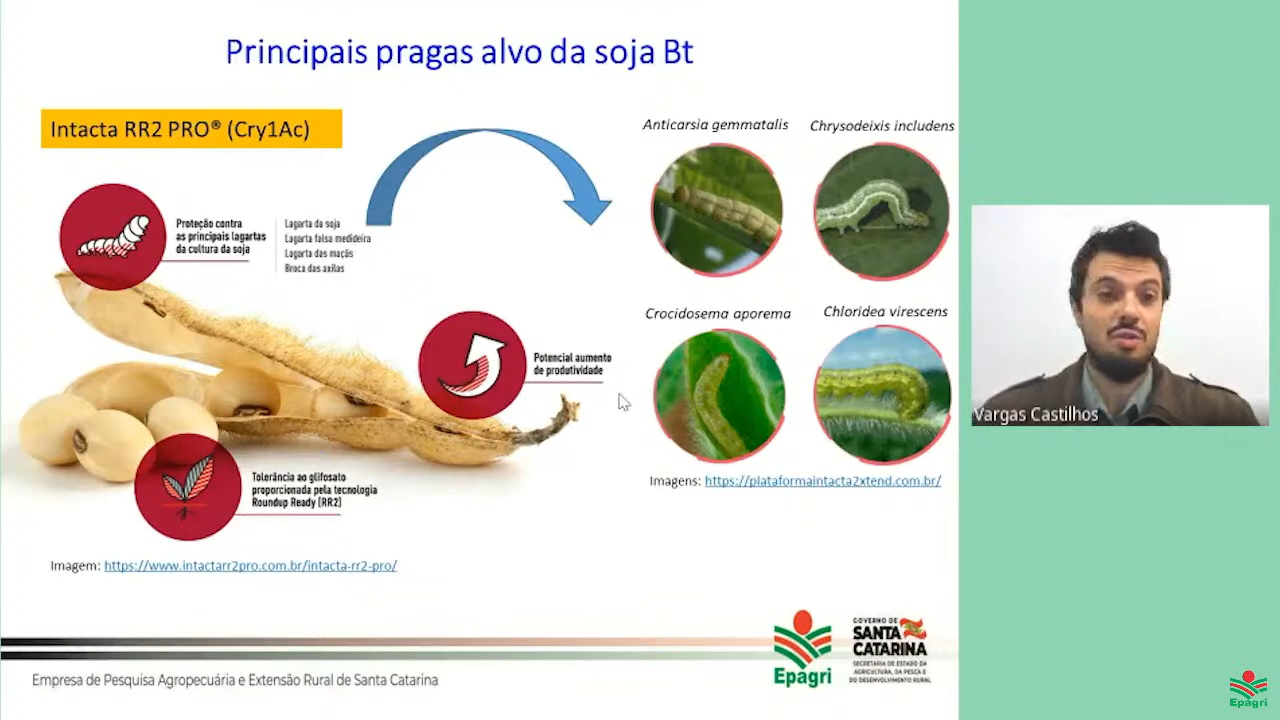 Principais pragas alvo da soja Bt
Intacta RR2 PRO® (Cry1Ac)
Proteção contra
as principais lagartas
da cultura da soja
Lagarta da soja
Lagarta falsa medideira
Lagarta das maçãs
Broca das axilas
Potencial aumento
de produtividade
Tolerância ao glifosato
proporcionada pela tecnologia
Roundup Ready (RR2)
Imagem: https://www.intactarr2pro.com.br/intacta-rr2-pro/
Anticarsia gemmatalis
Chrysodeixis includens
Crocidosema aporema
Chloridea virescens
Imagens: https://plataformaintacta2xtend.com.br/
Vargas Castilhos
Empresa de Pesquisa Agropecuária e Extensão Rural de Santa Catarina
Epagri
GOVERNO DE
SANTA
CATARINA
SECRETARIA DE ESTADO DA
AGRICULTURA, DA PESCA E
DO DESENVOLVIMENTO RURAL
Epagri